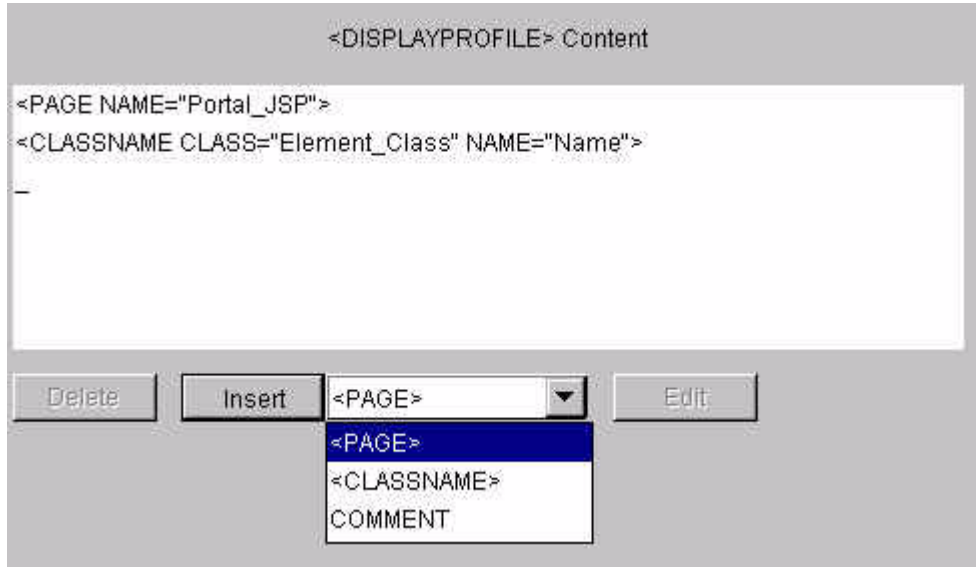 <DISPLAYPROFILE> Content
<PAGE NAME="Portal_JSP">
<CLASSNAME CLASS="Element_Class" NAME="Name">
_
Delete Insert <PAGE> Edit
<PAGE>
<CLASSNAME>
COMMENT